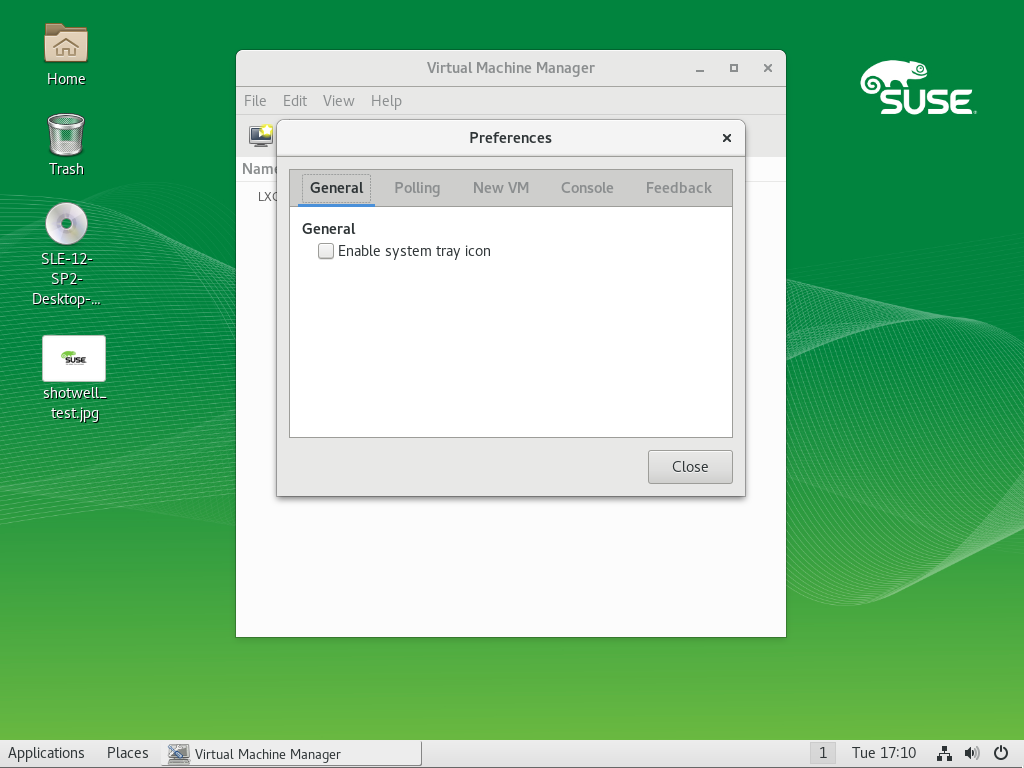 Home
Trash
SLE-12-
SP2-
Desktop-...
SUSE
shotwell_
test.jpg
SUSE
Virtual Machine Manager
File Edit View Help
Name
LXC
Preferences
General Polling New VM Console Feedback
General
Enable system tray icon
Close
Applications Places Virtual Machine Manager 1 Tue 17:10